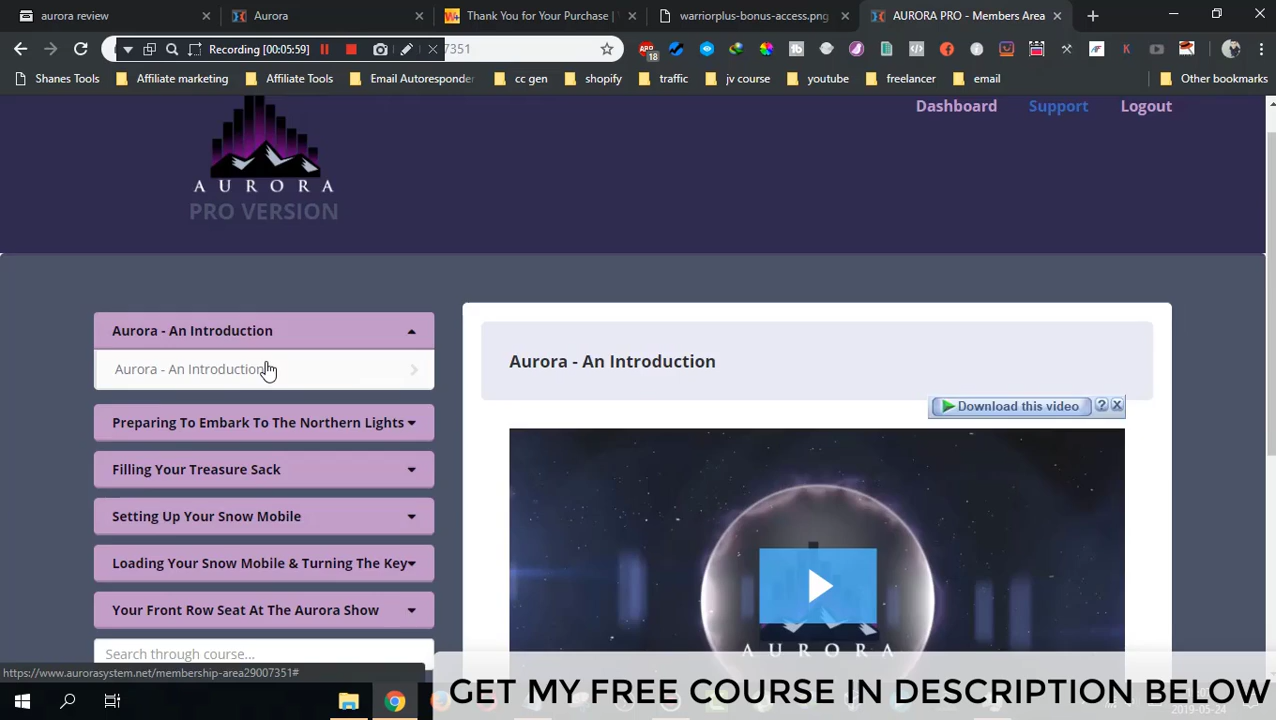 aurora review
Aurora
Thank You for Your Purchase |
warriorplus-bonus-access.png
AURORA PRO - Members Area
Recording [00:05:59]
7351
18
Shanes Tools
Affiliate marketing
Affiliate Tools
Email Autoresponder
cc gen
shopify
traffic
jv course
youtube
freelancer
email
Other bookmarks
Dashboard
Support
Logout
AURORA
PRO VERSION
Aurora - An Introduction
Aurora - An Introduction
Preparing To Embark To The Northern Lights
Filling Your Treasure Sack
Setting Up Your Snow Mobile
Loading Your Snow Mobile & Turning The Key
Your Front Row Seat At The Aurora Show
Search through course...
Aurora - An Introduction
Download this video
AURORA
https://www.aurorasystem.net/membership-area29007351#
GET MY FREE COURSE IN DESCRIPTION BELOW
2019-05-24